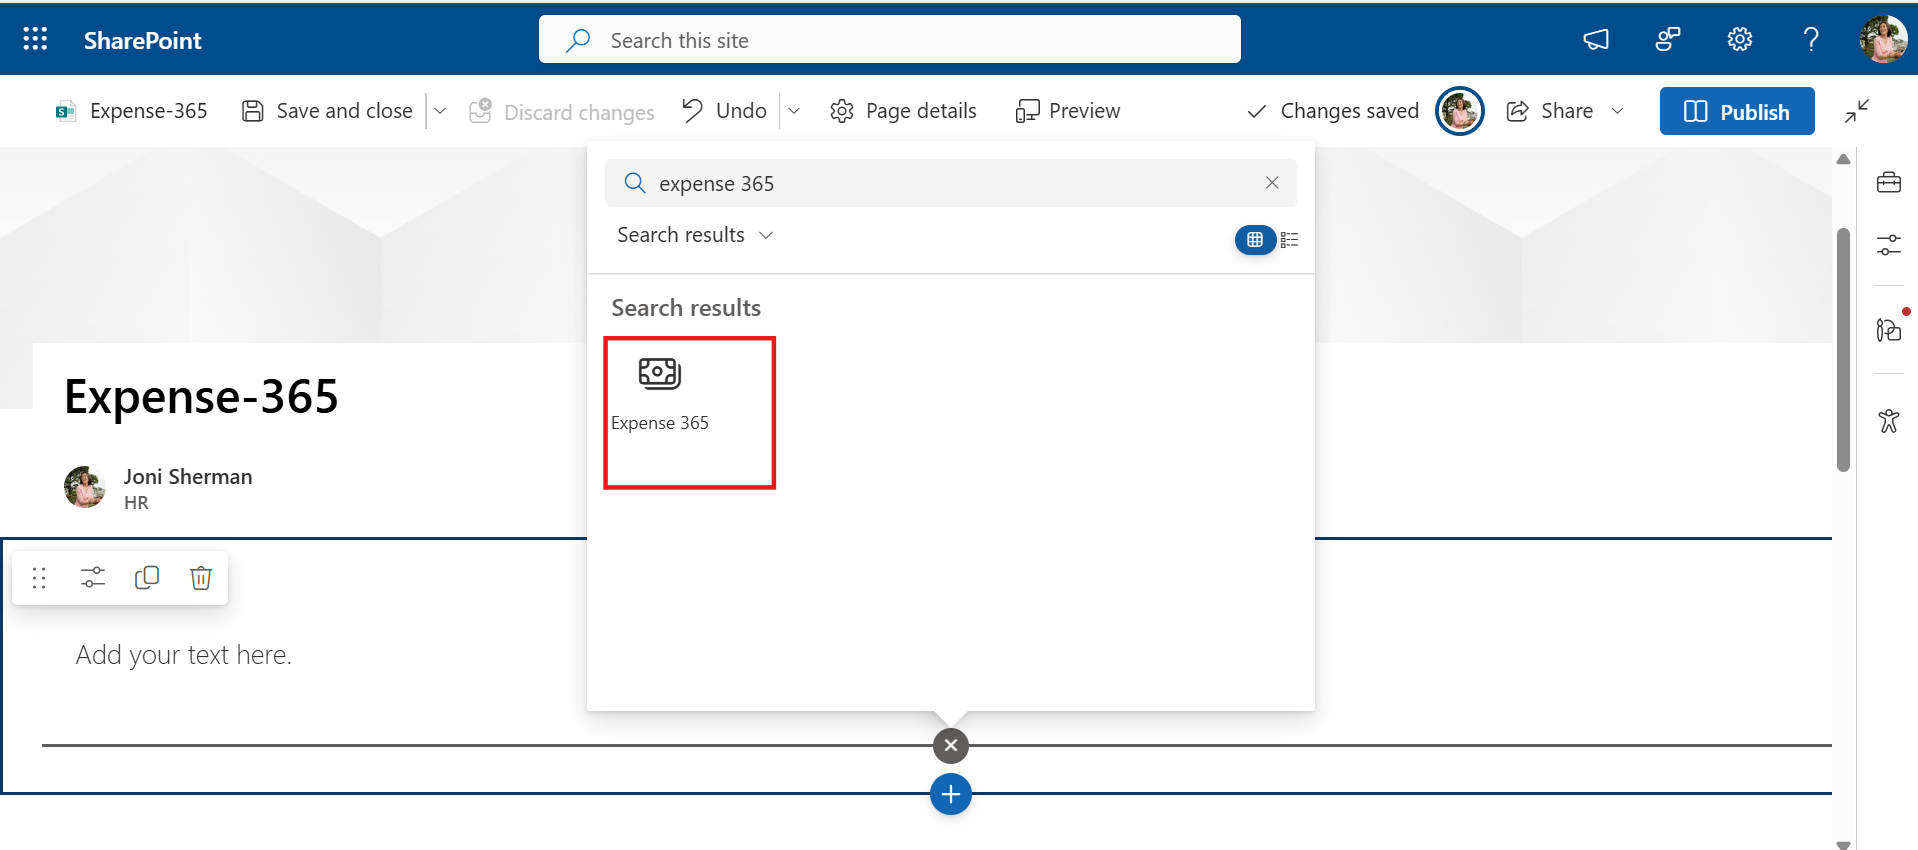 SharePoint
Search this site
Expense-365
Save and close
Discard changes
Undo
Page details
Preview
Changes saved
Share
Publish
expense 365
Search results
Search results
Expense 365
Expense-365
Joni Sherman
HR
Add your text here.